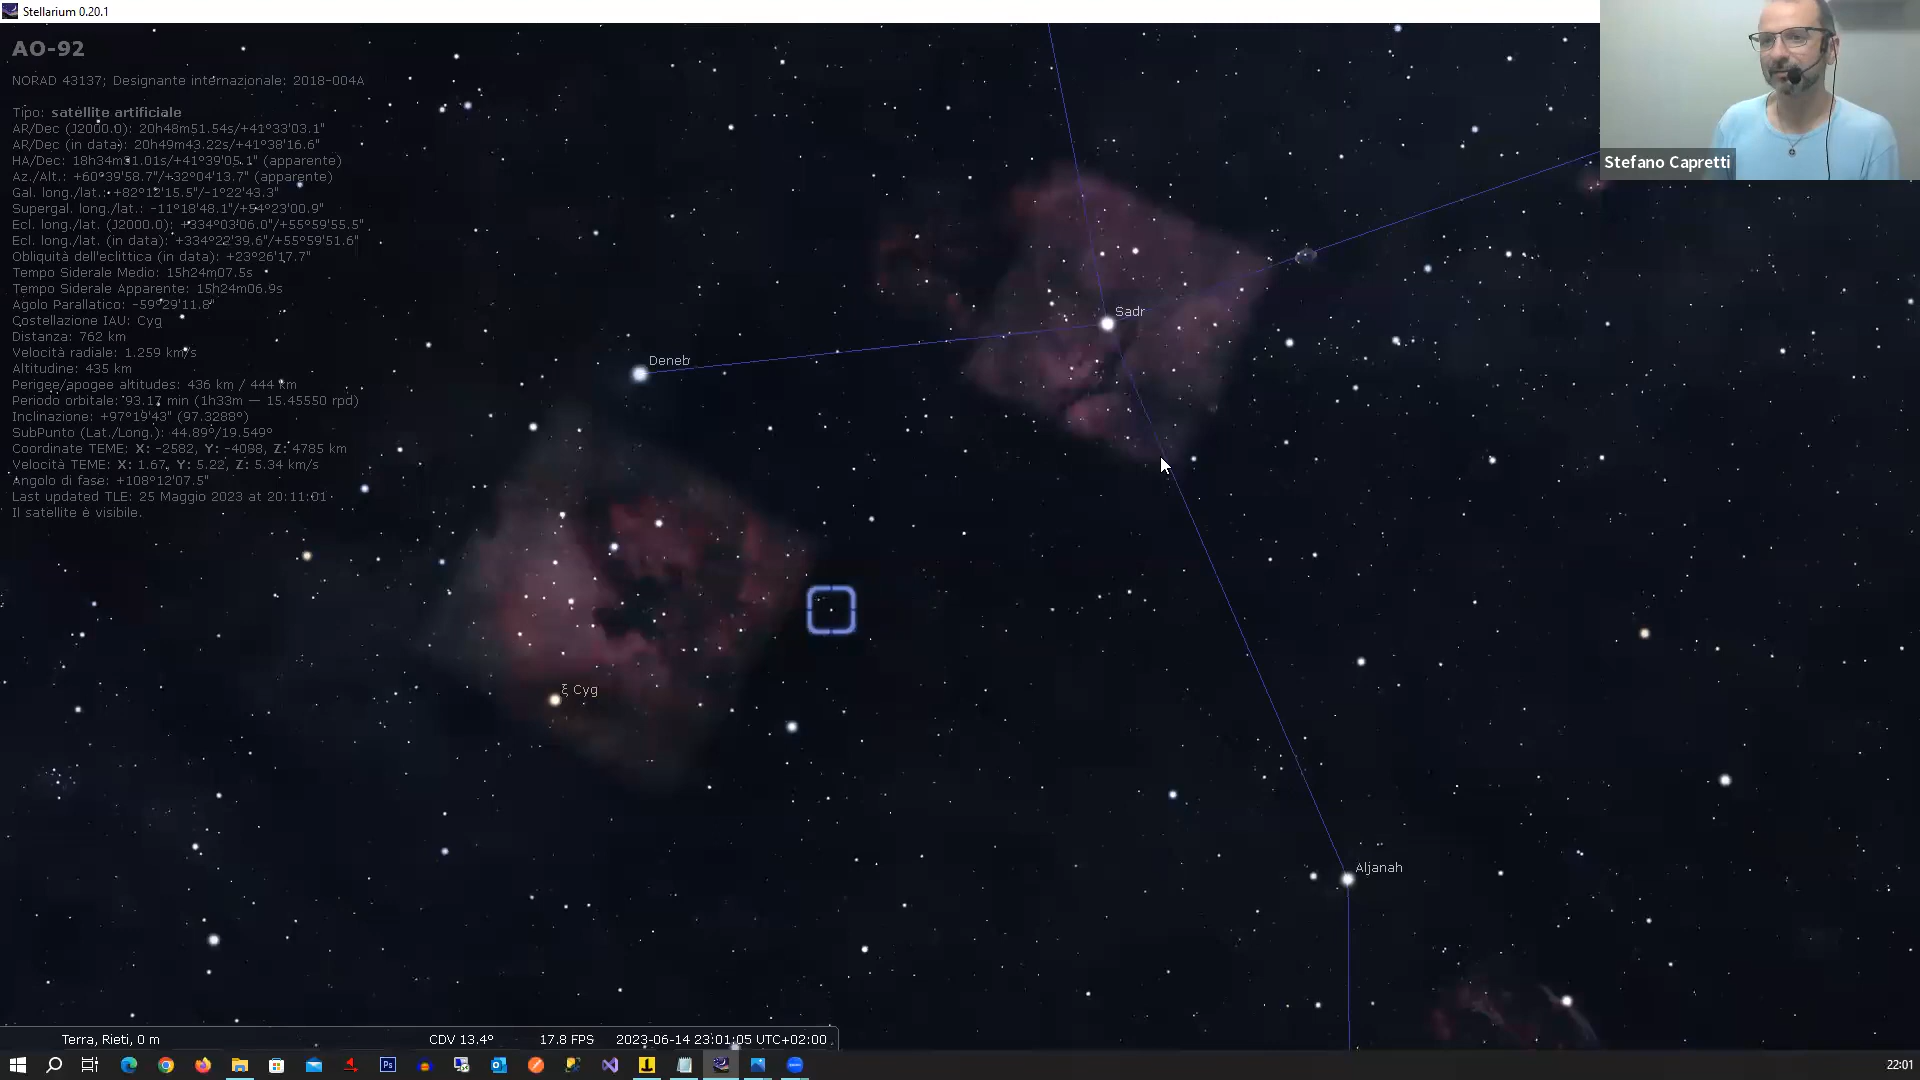 Stellarium 0.20.1
AO-92
NORAD 43137; Designante internazionale: 2018-004A
Tipo: satellite artificiale
AR/Dec (J2000.0): 20h48m51.54s/+41°33'03.1"
AR/Dec (in data): 20h49m43.22s/+41°38'16.6"
HA/Dec: 18h34m31.01s/+41°39'05.1" (apparente)
Az./Alt.: +60°39'58.7"/+32°04'13.7" (apparente)
Gal. long./lat.: +82°12'15.5"/-1°22'43.3"
Supergal. long./lat.: -11°18'48.1"/+54°23'00.9"
Ecl. long./lat. (J2000.0): +334°03'06.0"/+55°59'55.5"
Ecl. long./lat. (in data): +334°22'39.6"/+55°59'51.6"
Obliquità dell'eclittica (in data): +23°26'17.7"
Tempo Siderale Medio: 15h24m07.5s
Tempo Siderale Apparente: 15h24m06.9s
Agolo Parallatico: -59°29'11.8"
Costellazione IAU: Cyg
Distanza: 762 km
Velocità radiale: 1.259 km/s
Altitudine: 435 km
Perigee/apogee altitudes: 436 km / 444 km
Periodo orbitale: 93.17 min (1h33m — 15.45550 rpd)
Inclinazione: +97°19'43" (97.3288°)
SubPunto (Lat./Long.): 44.89°/19.549°
Coordinate TEME: X: -2582, Y: -4088, Z: 4785 km
Velocità TEME: X: 1.67, Y: 5.22, Z: 5.34 km/s
Angolo di fase: +108°12'07.5"
Last updated TLE: 25 Maggio 2023 at 20:11:01
Il satellite è visibile.
Stefano Capretti
Sadr
Deneb
ξ Cyg
Aljanah
Terra, Rieti, 0 m
CDV 13.4°
17.8 FPS
2023-06-14 23:01:05 UTC+02:00
Ps
22:01